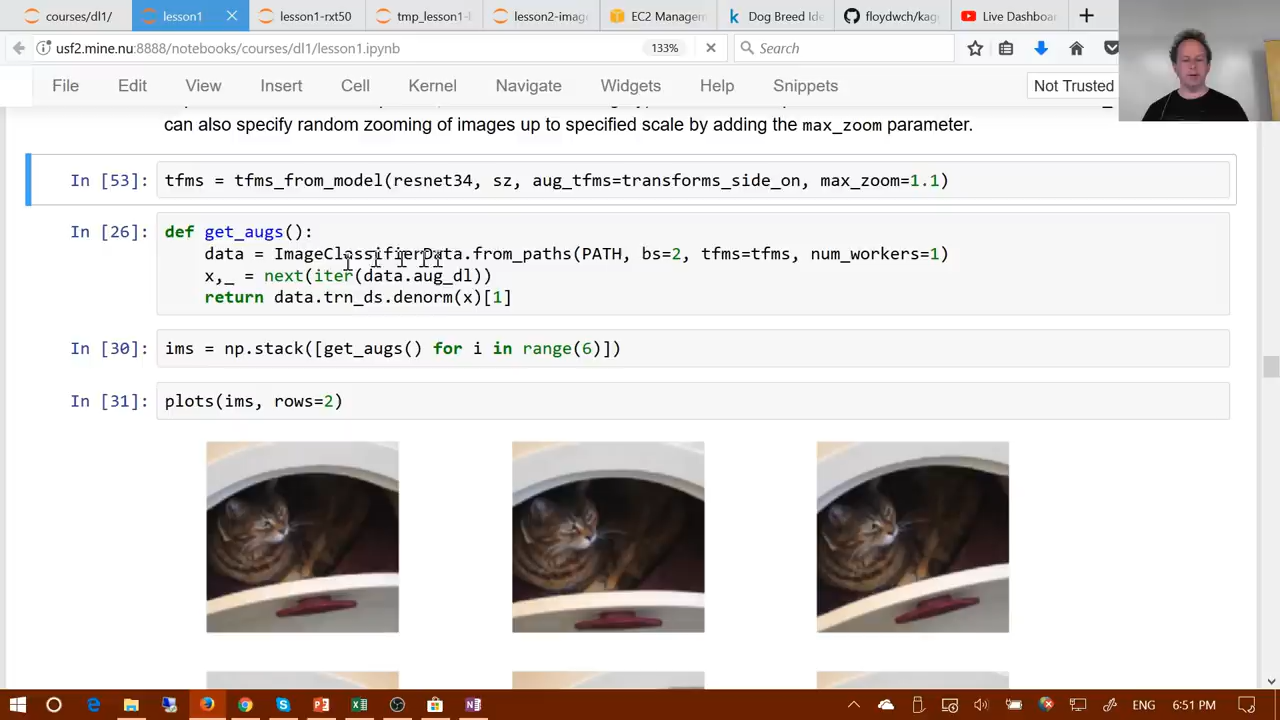 courses/dl1/
lesson1
lesson1-rxt50
tmp_lesson1-
lesson2-imag
EC2 Managem
Dog Breed Ide
floydwch/kag
Live Dashboa
usf2.mine.nu:8888/notebooks/courses/dl1/lesson1.ipynb
133%
Search
File Edit View Insert Cell Kernel Navigate Widgets Help Snippets Not Trusted
can also specify random zooming of images up to specified scale by adding the max_zoom parameter.
In [53]: tfms = tfms_from_model(resnet34, sz, aug_tfms=transforms_side_on, max_zoom=1.1)
In [26]: def get_augs():
data = ImageClassifierData.from_paths(PATH, bs=2, tfms=tfms, num_workers=1)
x,_ = next(iter(data.aug_dl))
return data.trn_ds.denorm(x)[1]
In [30]: ims = np.stack([get_augs() for i in range(6)])
In [31]: plots(ims, rows=2)
ENG 6:51 PM